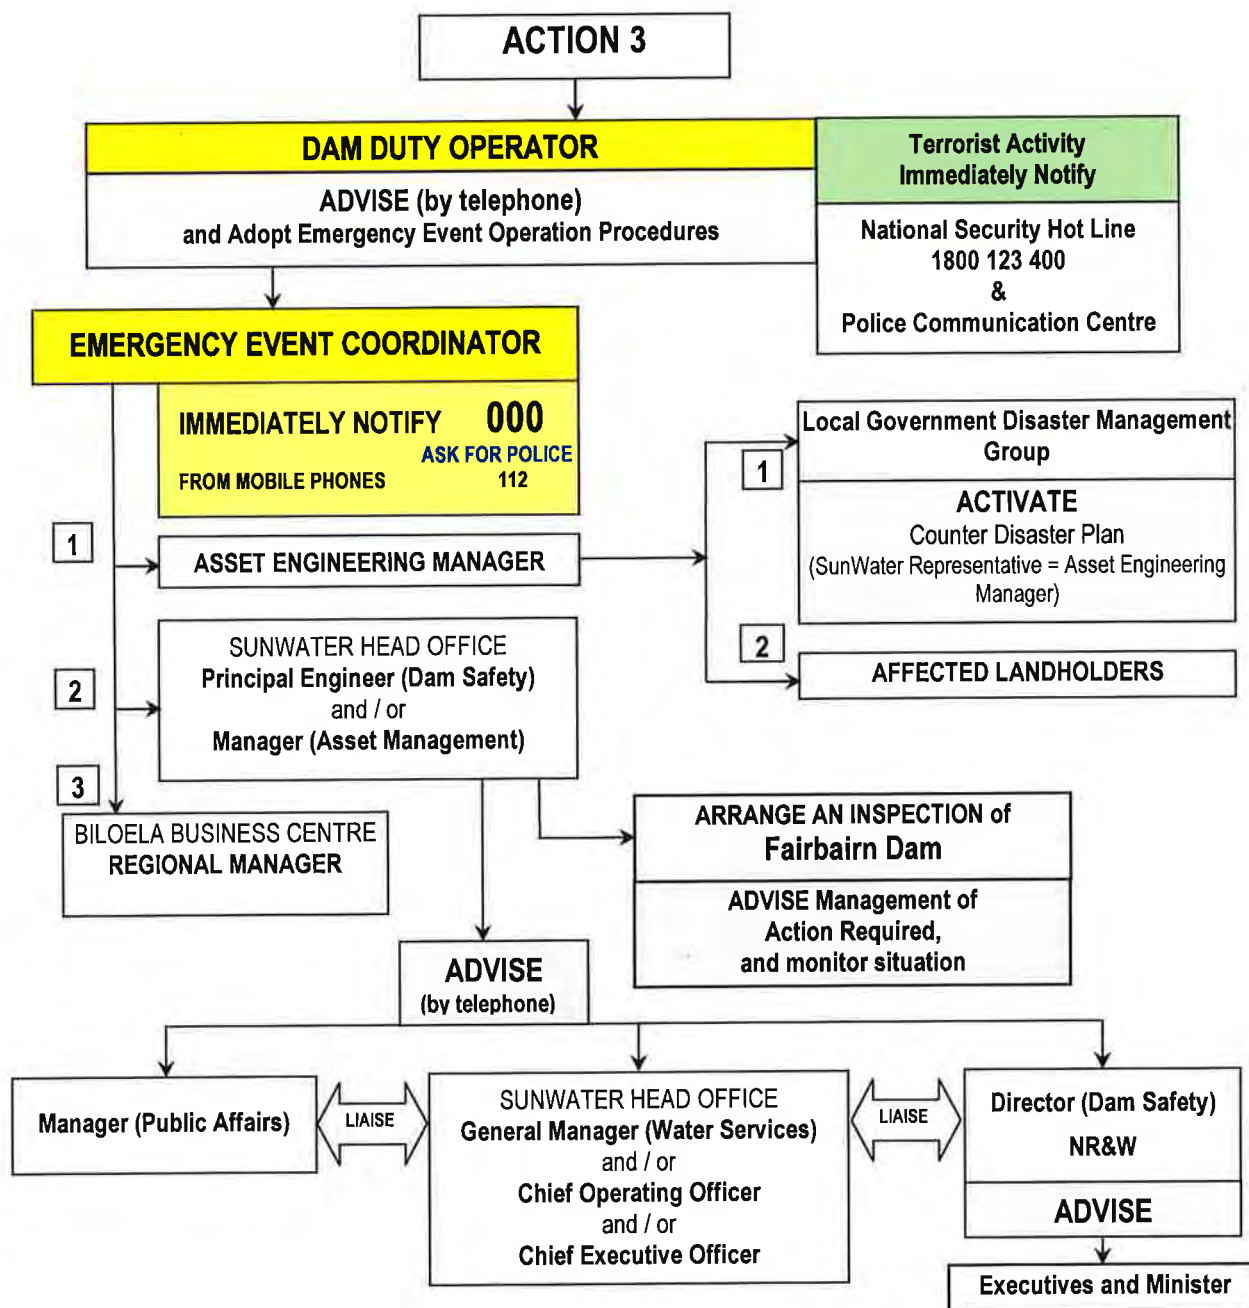 ACTION 3
DAM DUTY OPERATOR
ADVISE (by telephone)
and Adopt Emergency Event Operation Procedures
Terrorist Activity
Immediately Notify
National Security Hot Line
1800 123 400
&
Police Communication Centre
EMERGENCY EVENT COORDINATOR
IMMEDIATELY NOTIFY 000
ASK FOR POLICE
FROM MOBILE PHONES 112
1
ASSET ENGINEERING MANAGER
1
Local Government Disaster Management
Group
ACTIVATE
Counter Disaster Plan
(SunWater Representative = Asset Engineering
Manager)
2
AFFECTED LANDHOLDERS
2
SUNWATER HEAD OFFICE
Principal Engineer (Dam Safety)
and / or
Manager (Asset Management)
3
BILOELA BUSINESS CENTRE
REGIONAL MANAGER
ARRANGE AN INSPECTION of
Fairbairn Dam
ADVISE Management of
Action Required,
and monitor situation
ADVISE
(by telephone)
Manager (Public Affairs)
LIAISE
SUNWATER HEAD OFFICE
General Manager (Water Services)
and / or
Chief Operating Officer
and / or
Chief Executive Officer
LIAISE
Director (Dam Safety)
NR&W
ADVISE
Executives and Minister